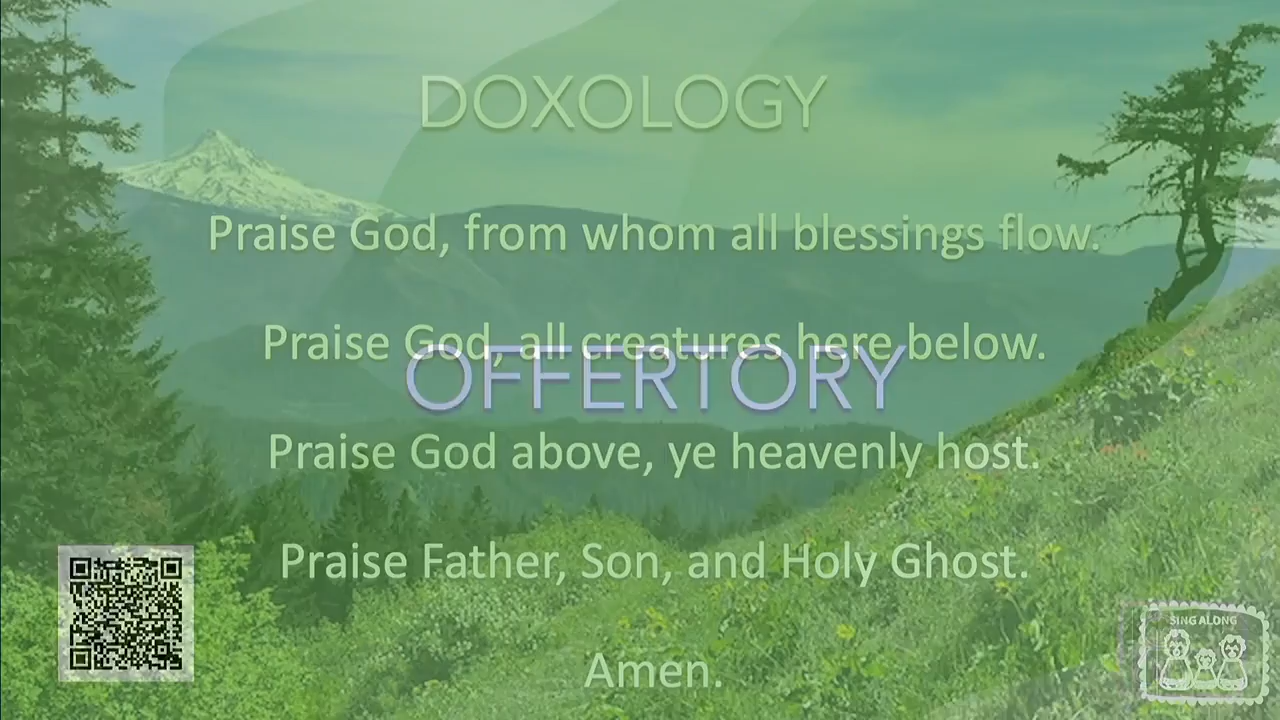 DOXOLOGY
Praise God, from whom all blessings flow.
Praise God, all creatures here below.
OFFERTORY
Praise God above, ye heavenly host.
Praise Father, Son, and Holy Ghost.
Amen.
SING ALONG